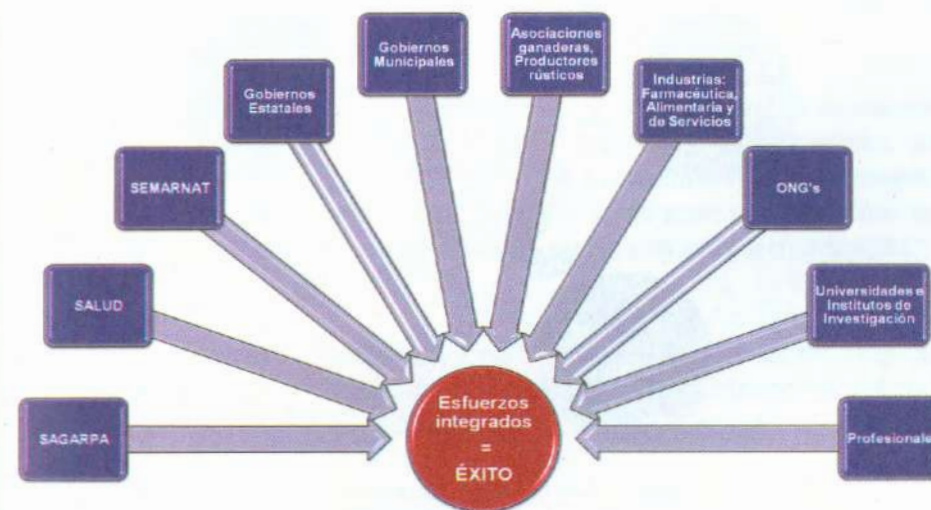 Gobiernos
Municipales
Asociaciones
ganaderas,
Productores
rústicos
Gobiernos
Estatales
Industrias:
Farmacéutica,
Alimentaria y
de Servicios
SEMARNAT
ONG's
SALUD
Universidades e
Institutos de
Investigación
SAGARPA
Esfuerzos
integrados
=
ÉXITO
Profesionale